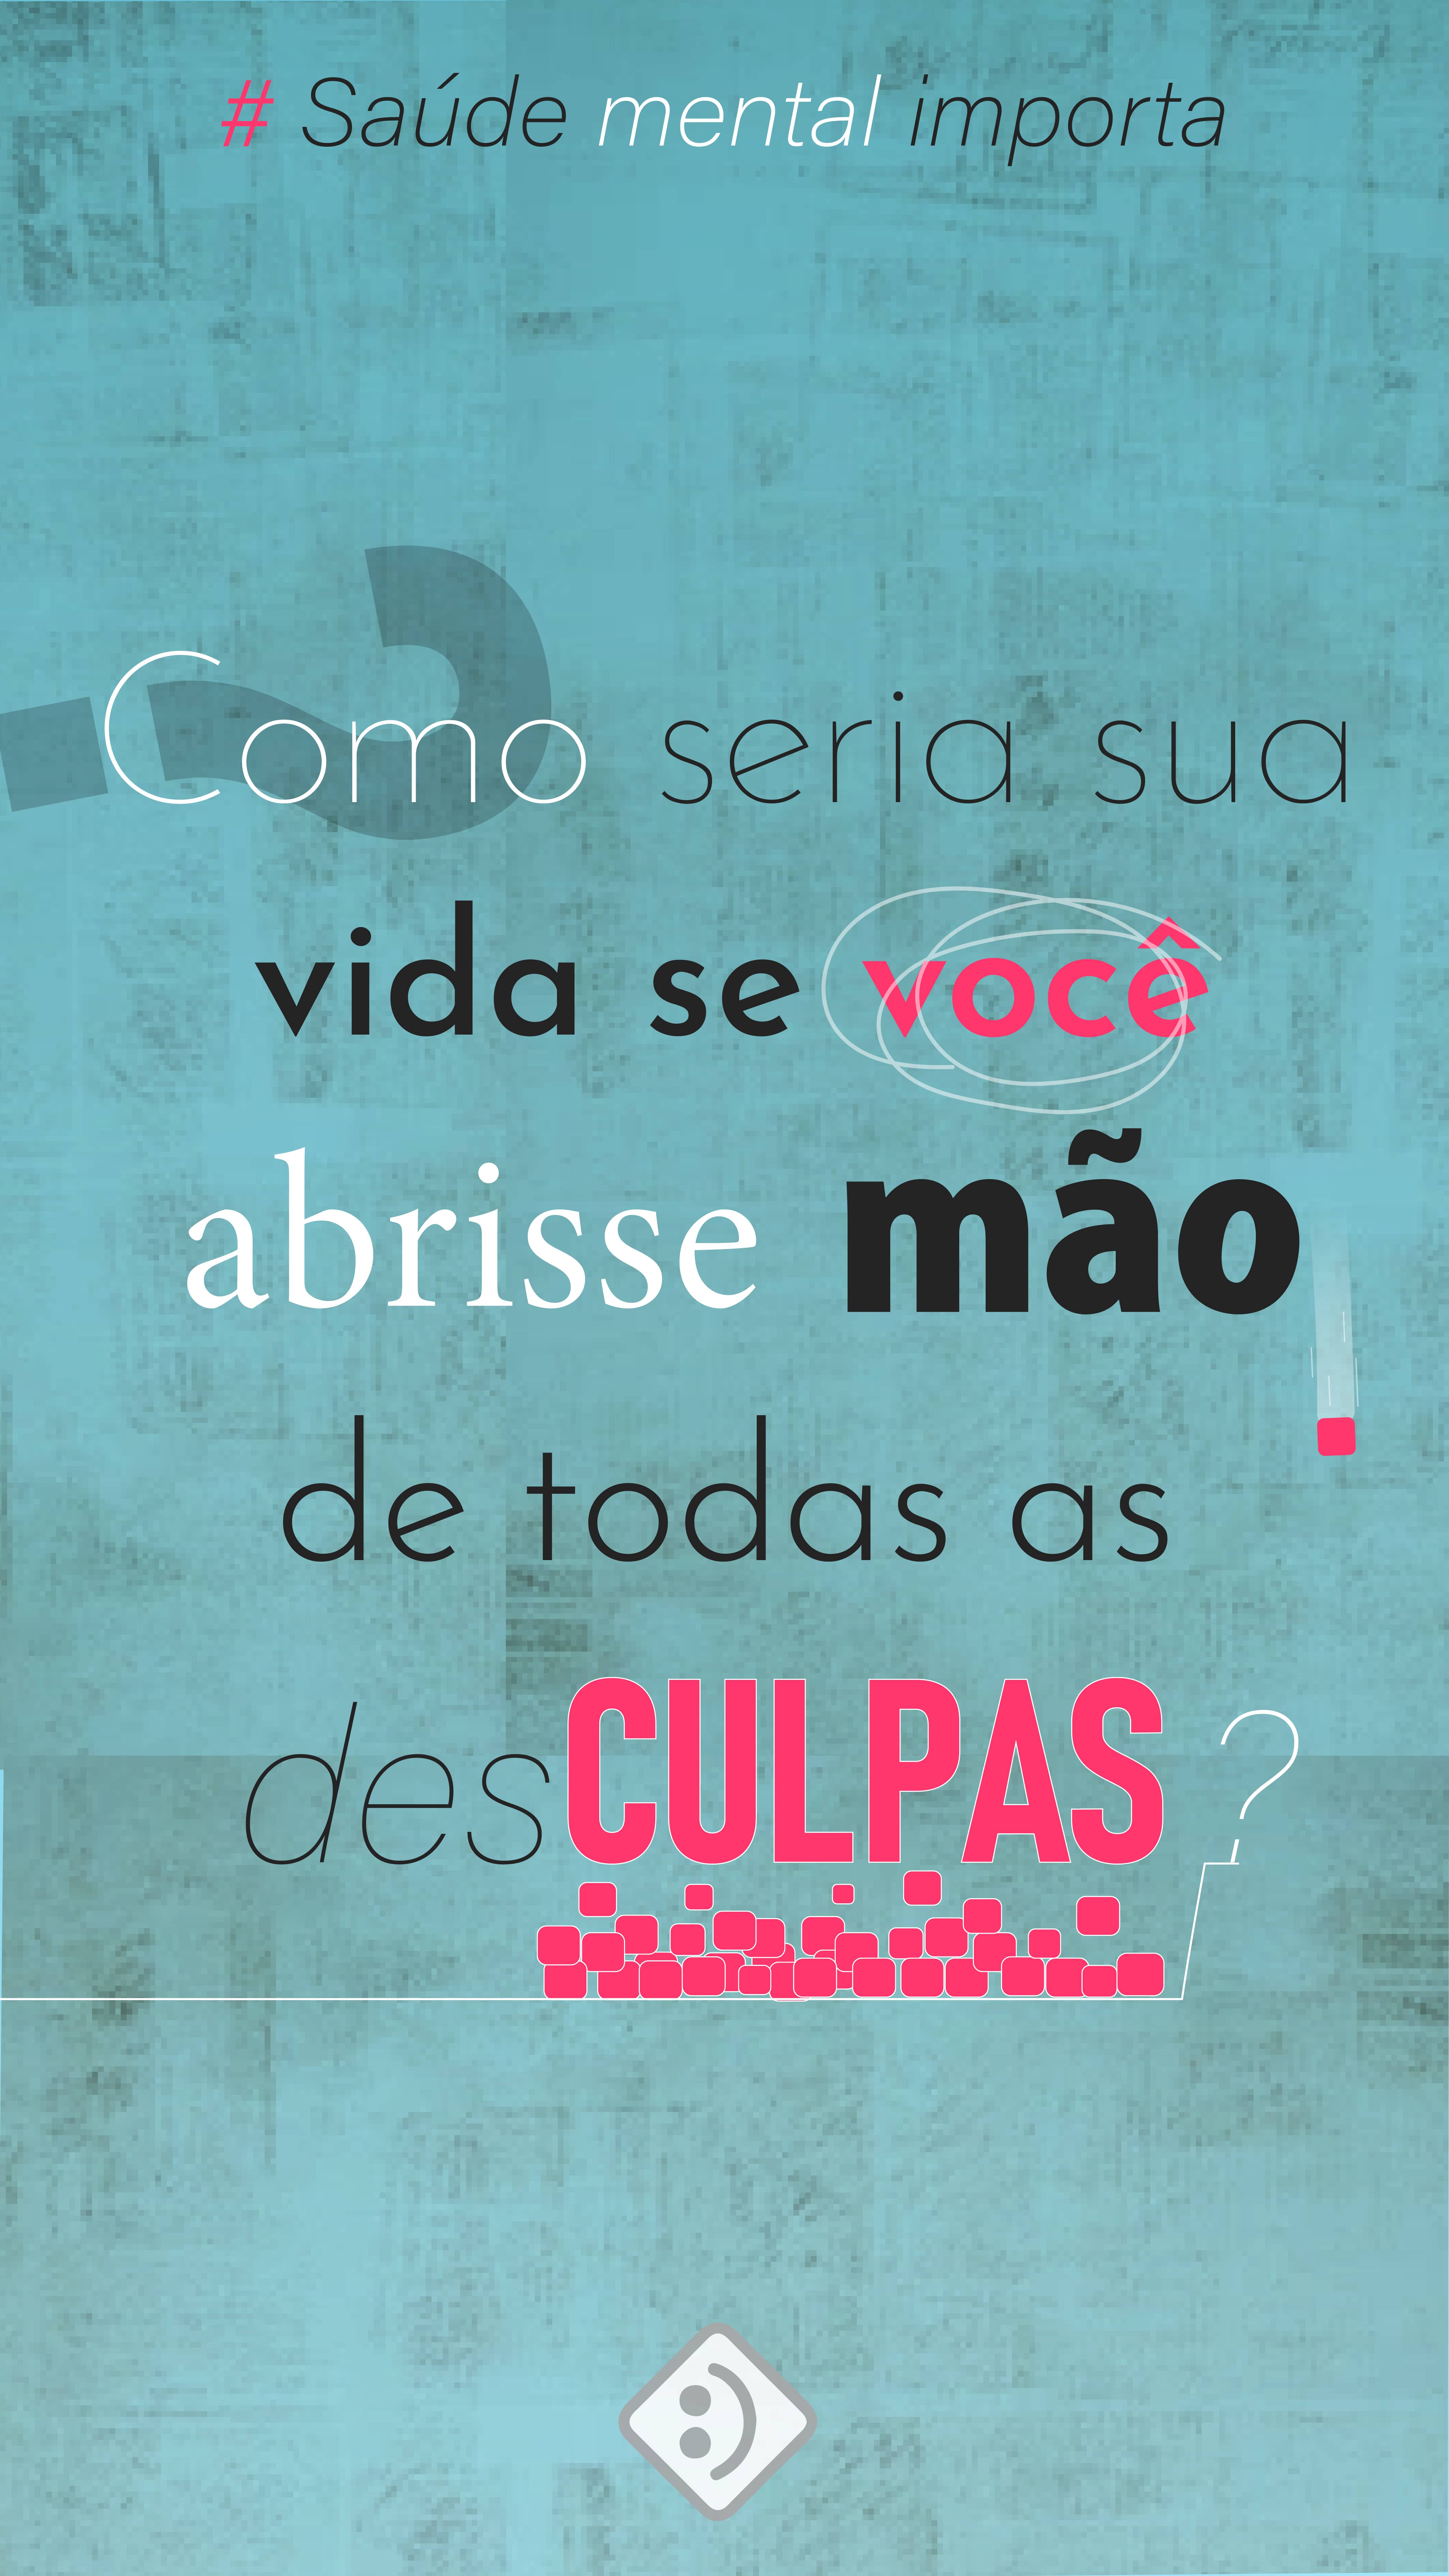 # Saúde mental importa
Como seria sua
vida se você
abrisse mão
de todas as
desCULPAS?
:)